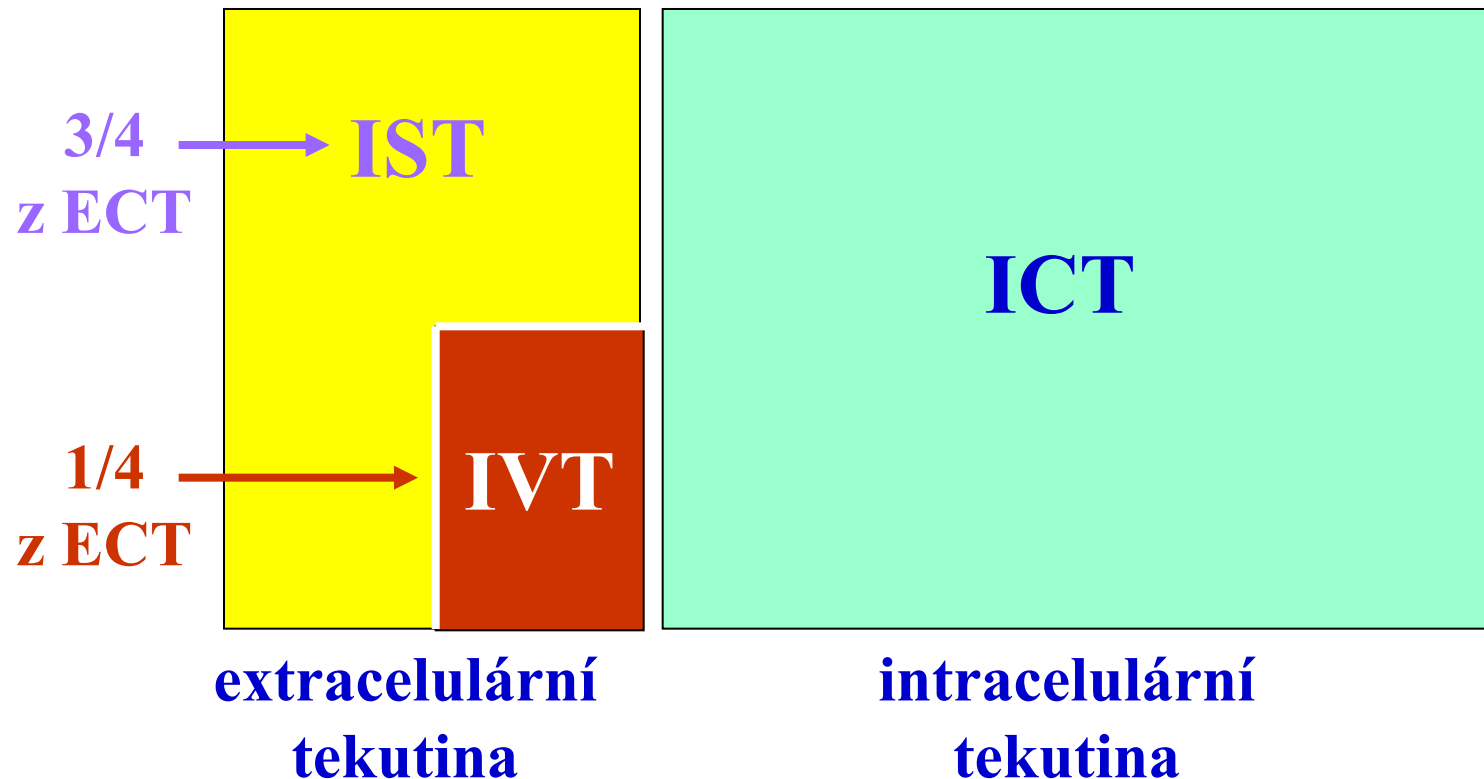 3/4
z ECT
IST
ICT
1/4
z ECT
IVT
extracelulární
tekutina
intracelulární
tekutina